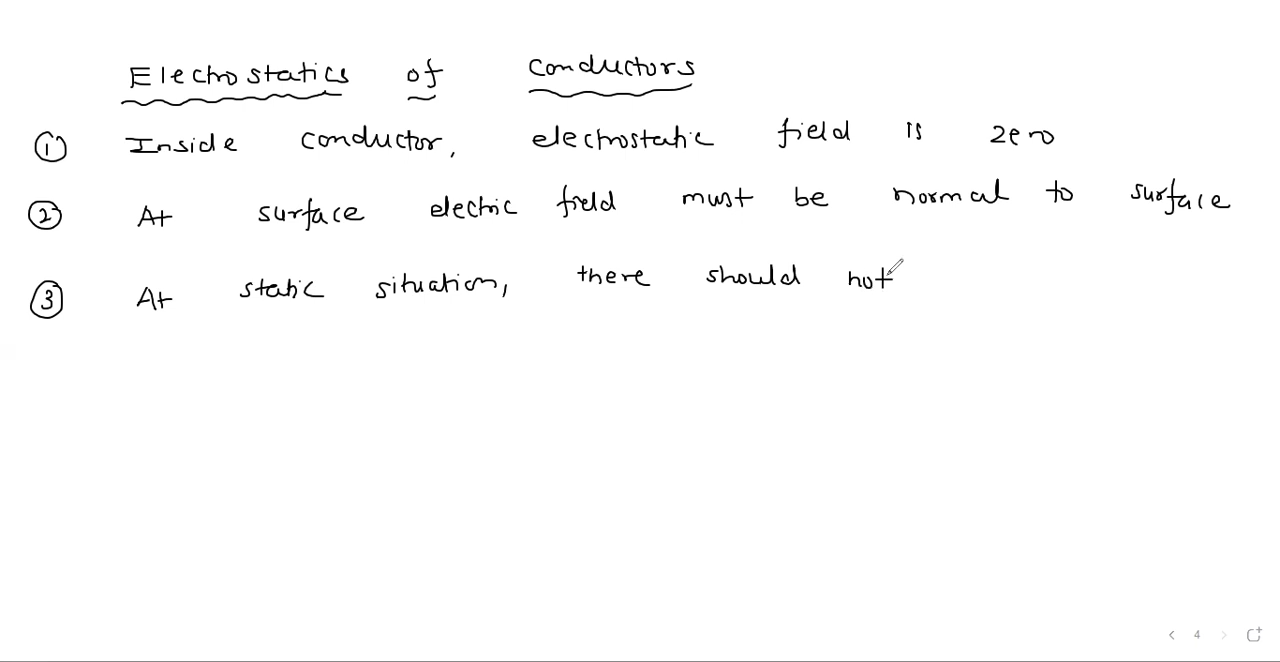 Electrostatics of conductors
① Inside conductor, electrostatic field is zero
② At surface electric field must be normal to surface
③ At static situation, there should not
4